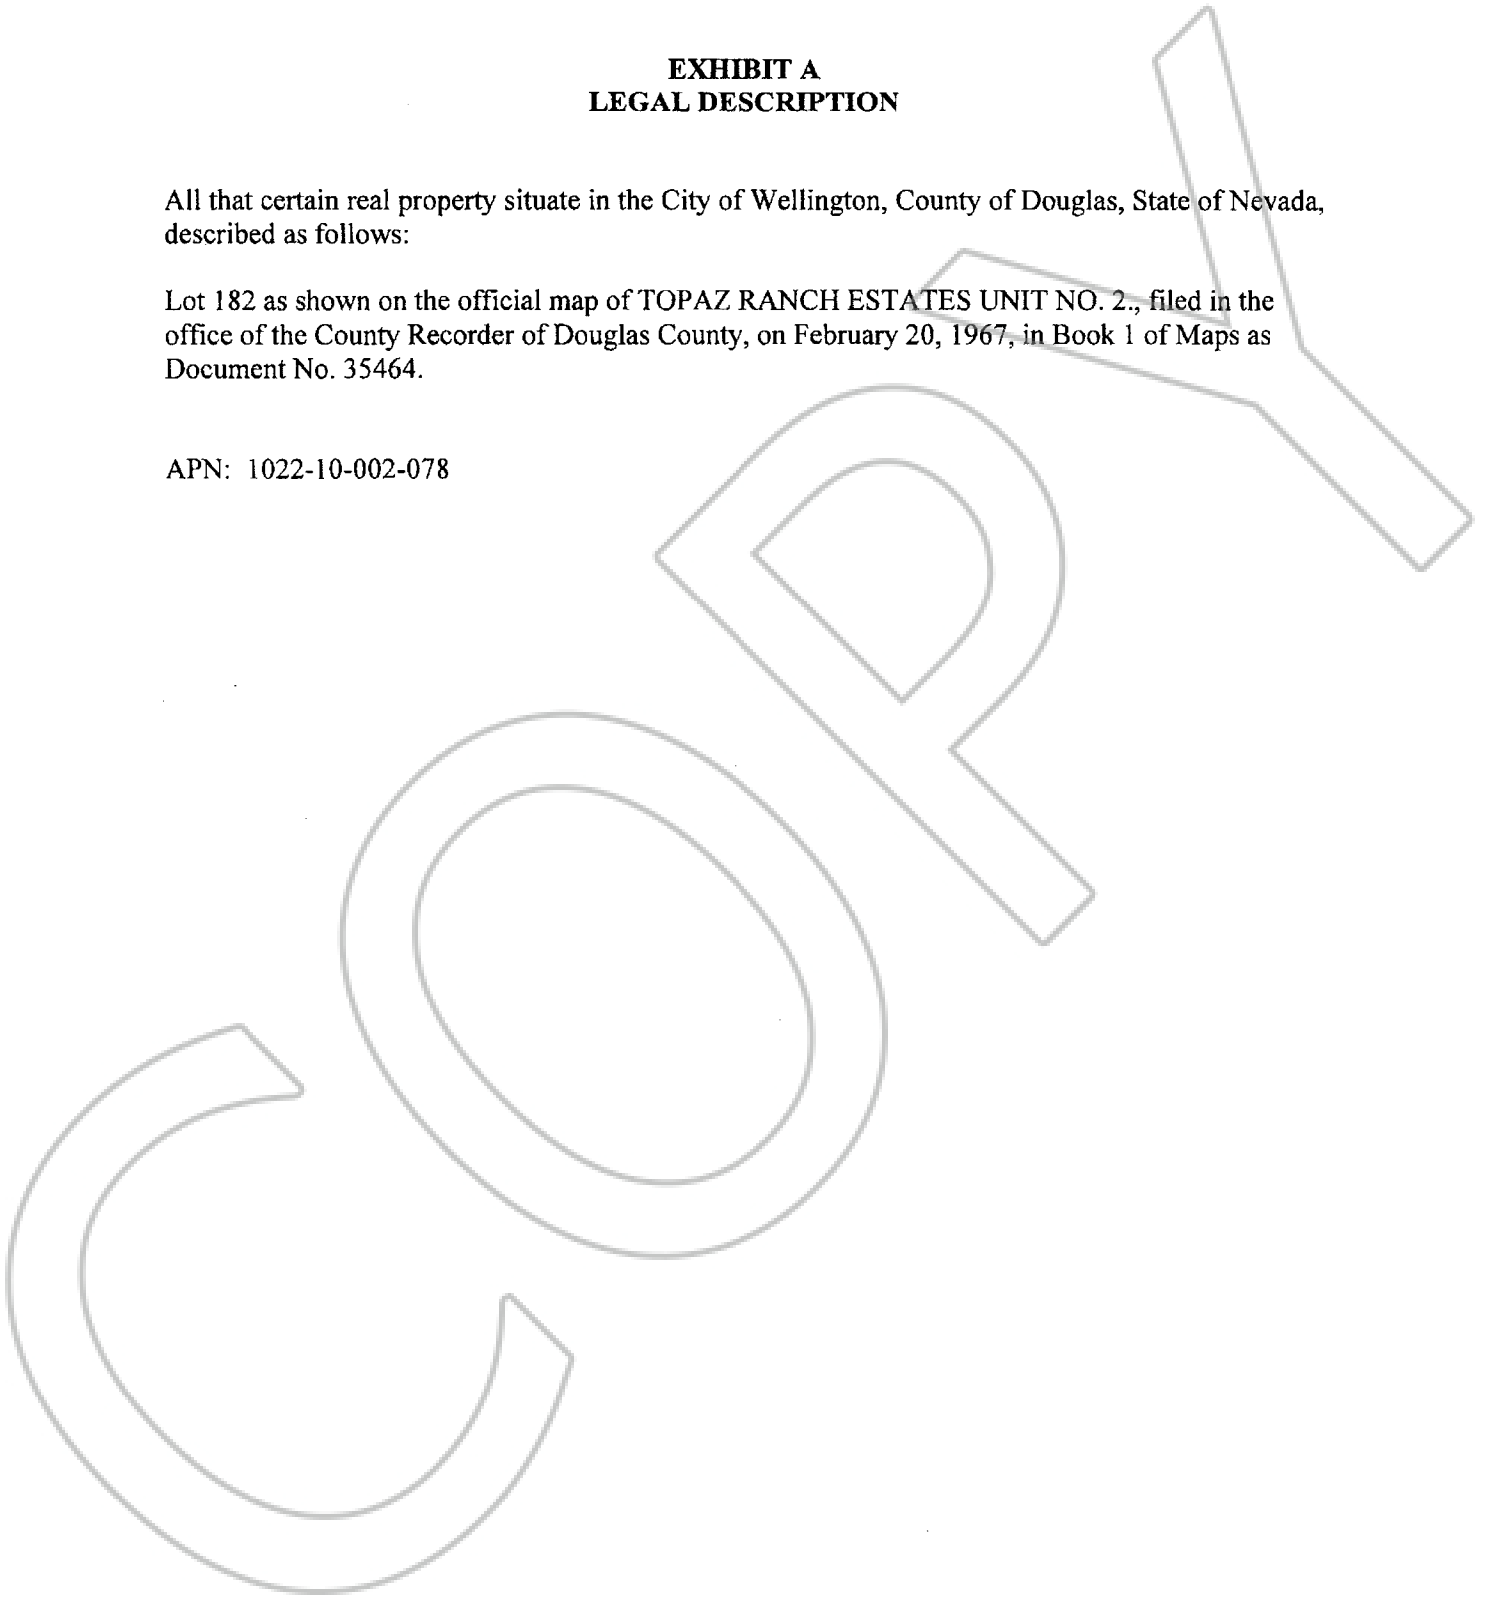 EXHIBIT A
LEGAL DESCRIPTION
All that certain real property situate in the City of Wellington, County of Douglas, State of Nevada,
described as follows:
Lot 182 as shown on the official map of TOPAZ RANCH ESTATES UNIT NO. 2., filed in the
office of the County Recorder of Douglas County, on February 20, 1967, in Book 1 of Maps as
Document No. 35464.
APN: 1022-10-002-078
COPY